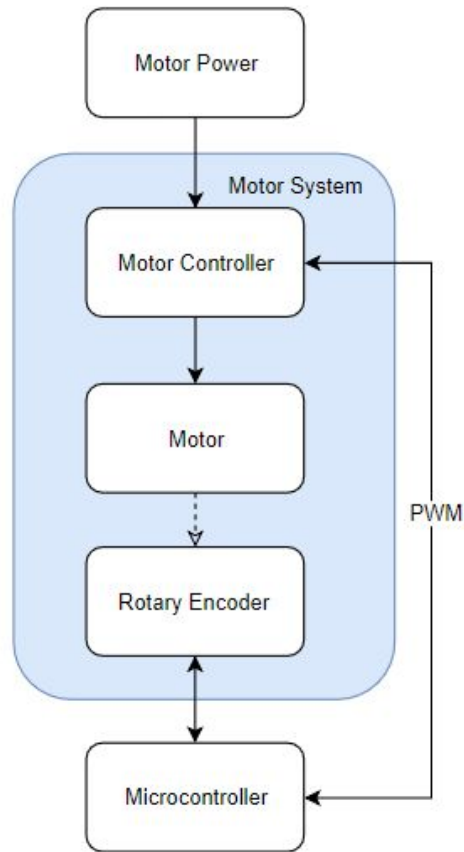 Motor Power
Motor System
Motor Controller
Motor
PWM
Rotary Encoder
Microcontroller